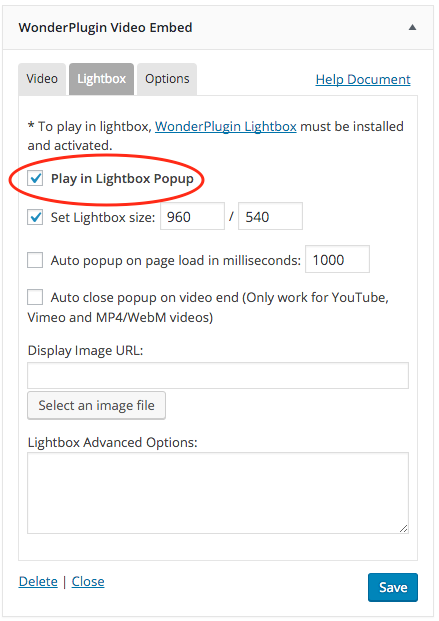 WonderPlugin Video Embed
Video Lightbox Options Help Document
* To play in lightbox, WonderPlugin Lightbox must be installed
and activated.
Play in Lightbox Popup
Set Lightbox size: 960 / 540
Auto popup on page load in milliseconds: 1000
Auto close popup on video end (Only work for YouTube,
Vimeo and MP4/WebM videos)
Display Image URL:
Select an image file
Lightbox Advanced Options:
Delete | Close Save